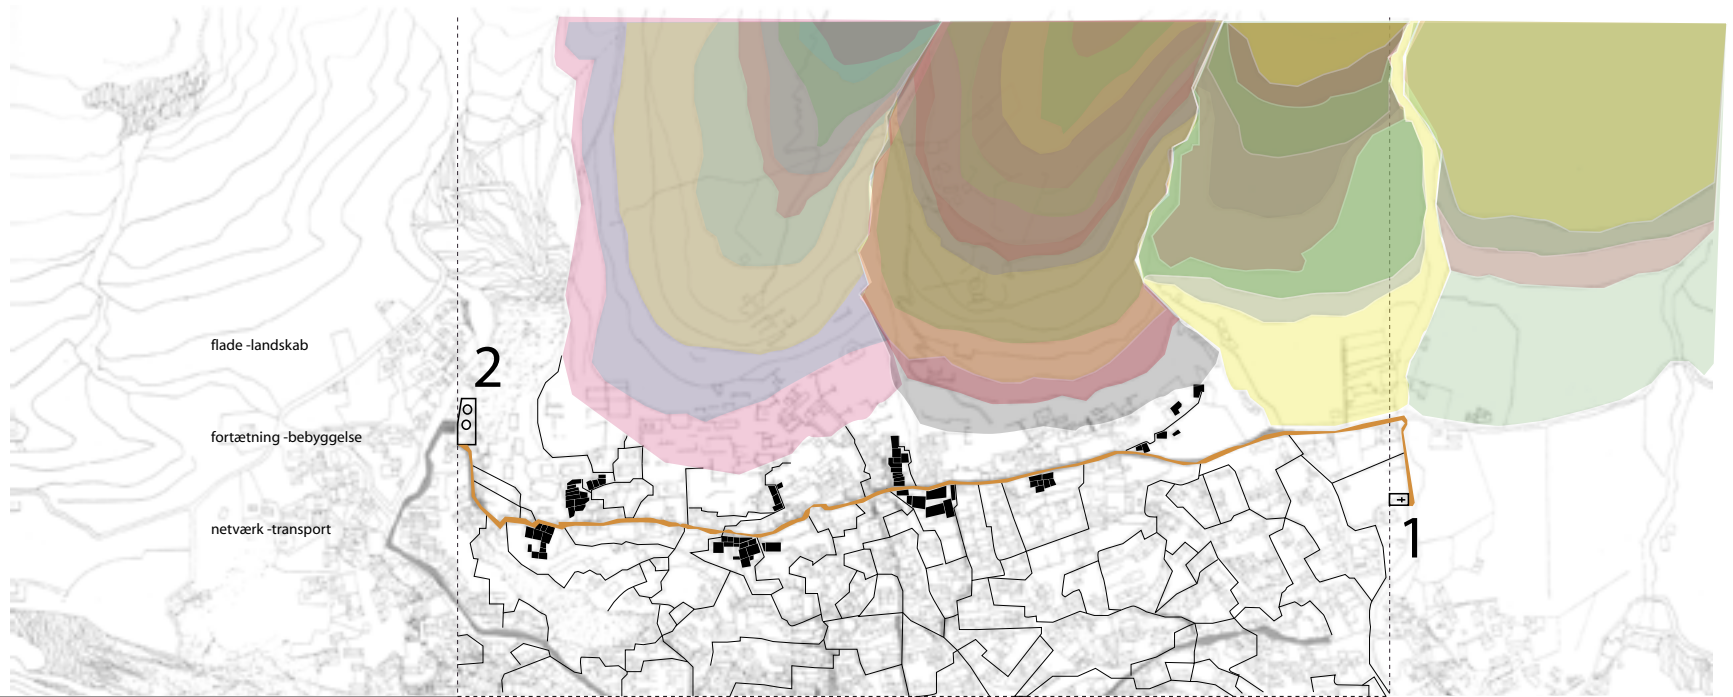 flade -landskab
2
fortætning -bebyggelse
netværk -transport
1